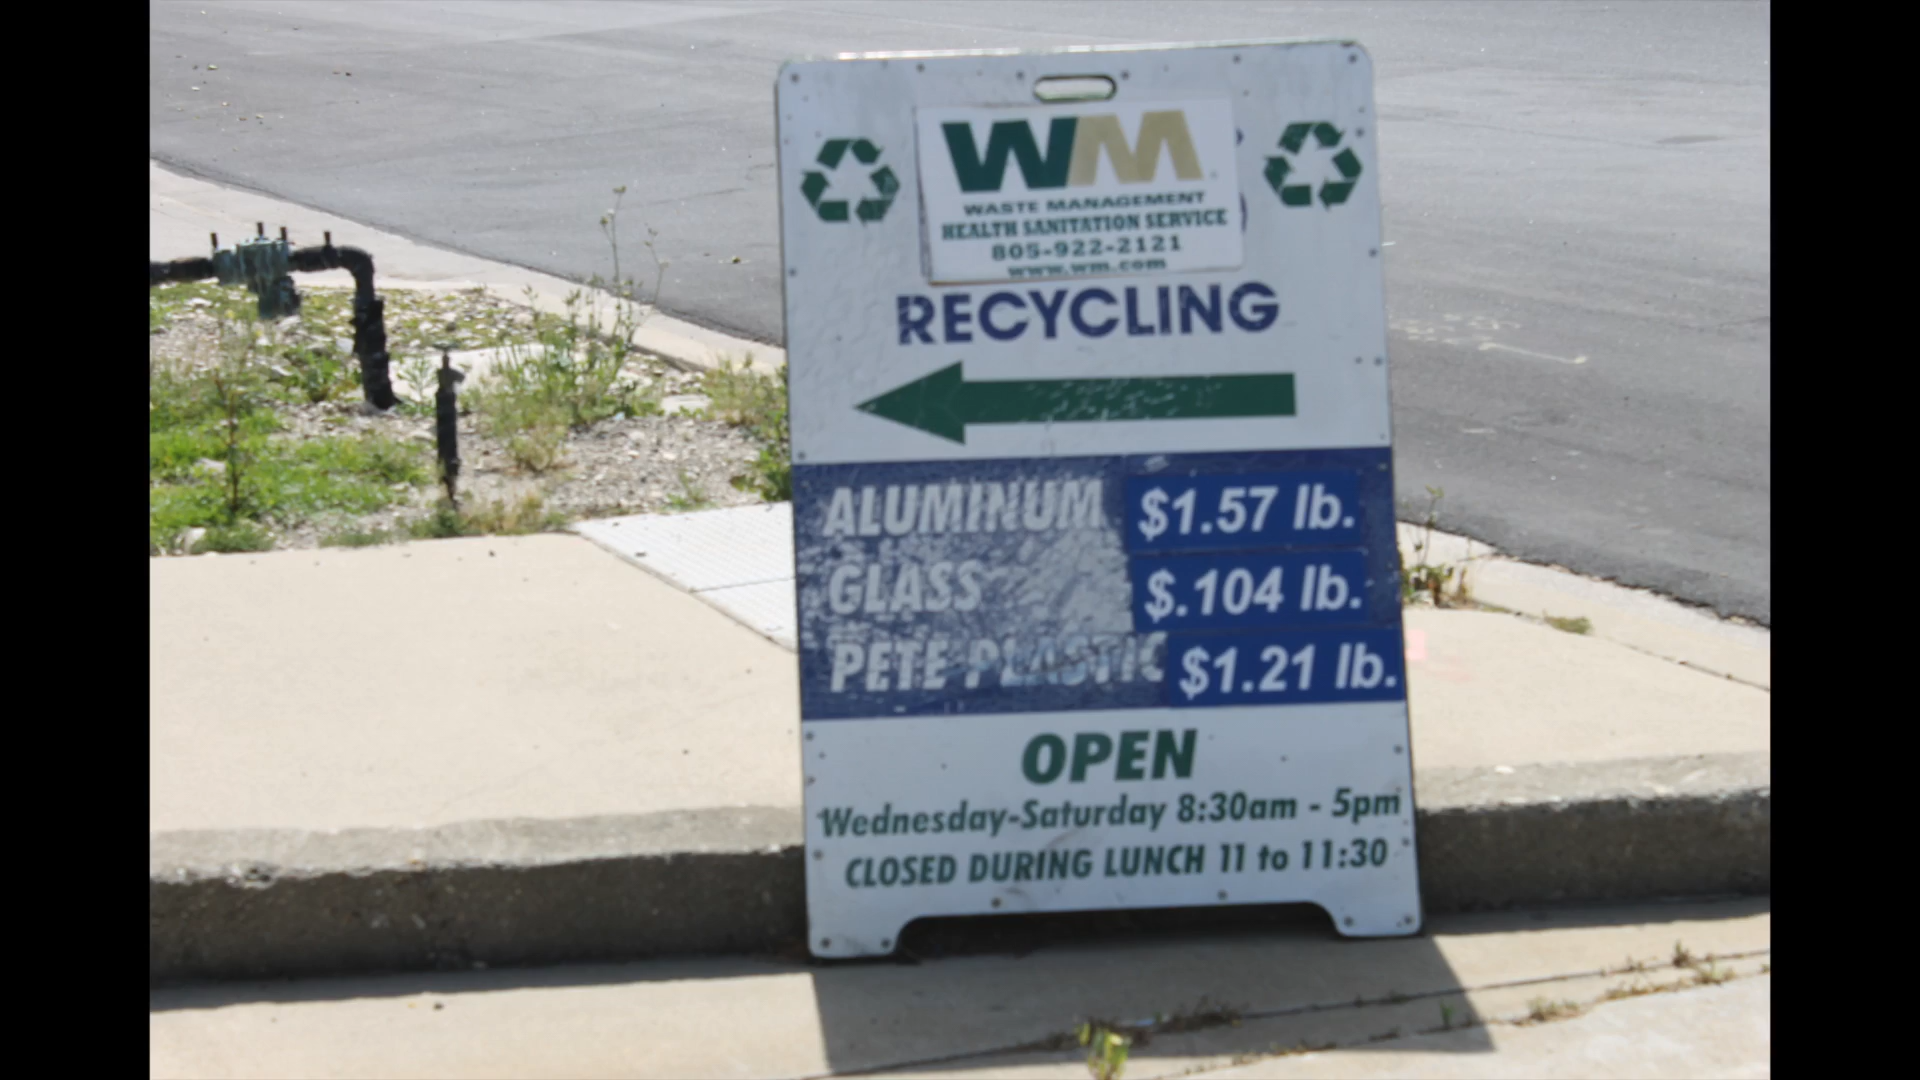 WM
WASTE MANAGEMENT
HEALTH SANITATION SERVICE
805-922-2121
www.wm.com
RECYCLING
ALUMINUM $1.57 lb.
GLASS $.104 lb.
PETE PLASTIC $1.21 lb.
OPEN
Wednesday-Saturday 8:30am - 5pm
CLOSED DURING LUNCH 11 to 11:30